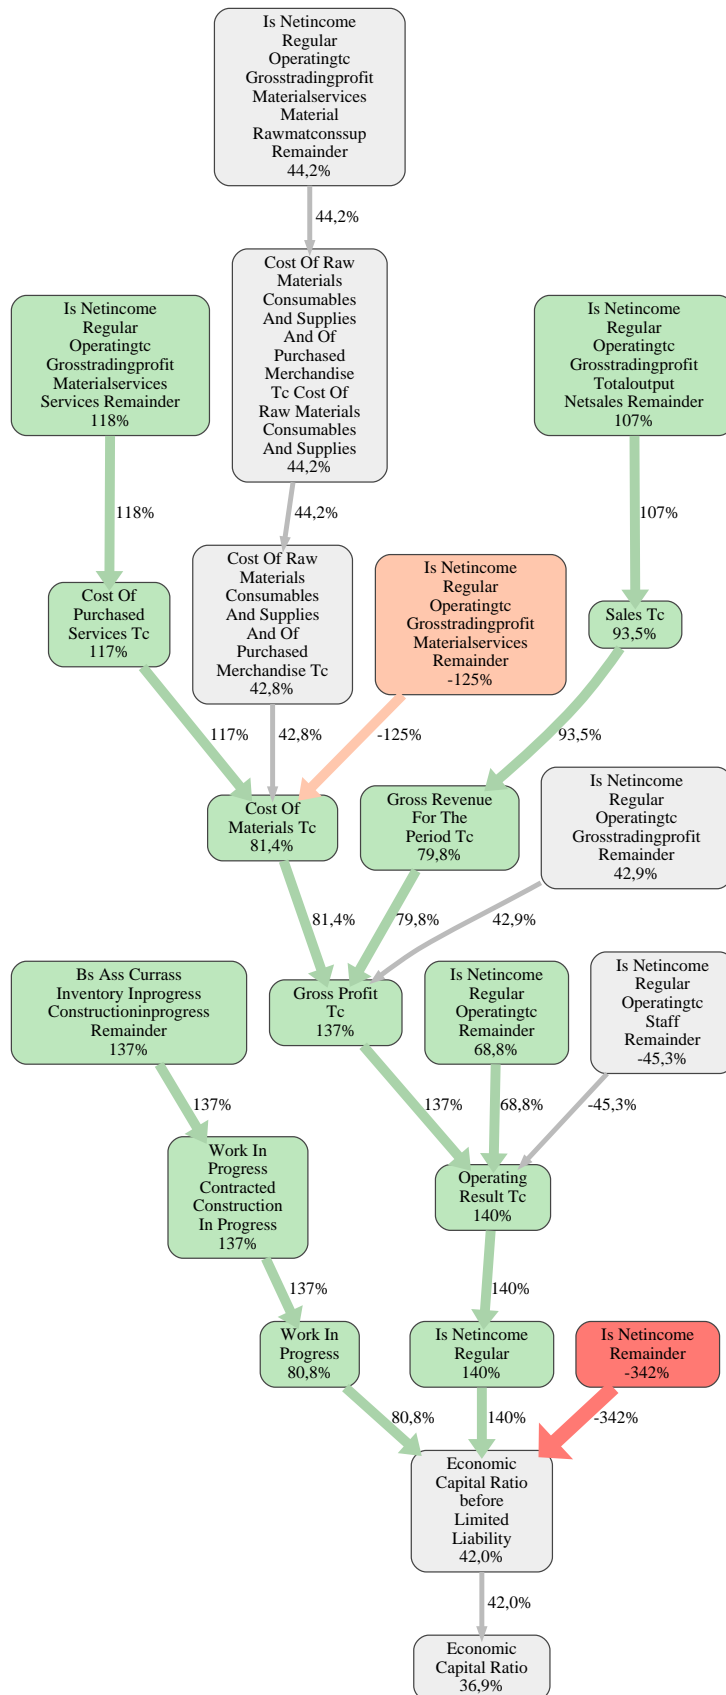 Is Netincome
Regular
Operatingtc
Grosstradingprofit
Materialservices
Material
Rawmatconssup
Remainder
44,2%
44,2%
Cost Of Raw
Materials
Consumables
And Supplies
And Of
Purchased
Merchandise
Tc Cost Of
Raw Materials
Consumables
And Supplies
44,2%
Is Netincome
Regular
Operatingtc
Grosstradingprofit
Materialservices
Services Remainder
118%
Is Netincome
Regular
Operatingtc
Grosstradingprofit
Totaloutput
Netsales Remainder
107%
118%
44,2%
107%
Cost Of
Purchased
Services Tc
117%
Cost Of Raw
Materials
Consumables
And Supplies
And Of
Purchased
Merchandise Tc
42,8%
Is Netincome
Regular
Operatingtc
Grosstradingprofit
Materialservices
Remainder
-125%
Sales Tc
93,5%
117%
42,8%
-125%
93,5%
Cost Of
Materials Tc
81,4%
Gross Revenue
For The
Period Tc
79,8%
Is Netincome
Regular
Operatingtc
Grosstradingprofit
Remainder
42,9%
81,4%
79,8%
42,9%
Bs Ass Currass
Inventory Inprogress
Constructioninprogress
Remainder
137%
Gross Profit
Tc
137%
Is Netincome
Regular
Operatingtc
Remainder
68,8%
Is Netincome
Regular
Operatingtc
Staff
Remainder
-45,3%
137%
137%
68,8%
-45,3%
Work In
Progress
Contracted
Construction
In Progress
137%
Operating
Result Tc
140%
137%
140%
Work In
Progress
80,8%
Is Netincome
Regular
140%
Is Netincome
Remainder
-342%
80,8%
140%
-342%
Economic
Capital Ratio
before
Limited
Liability
42,0%
42,0%
Economic
Capital Ratio
36,9%